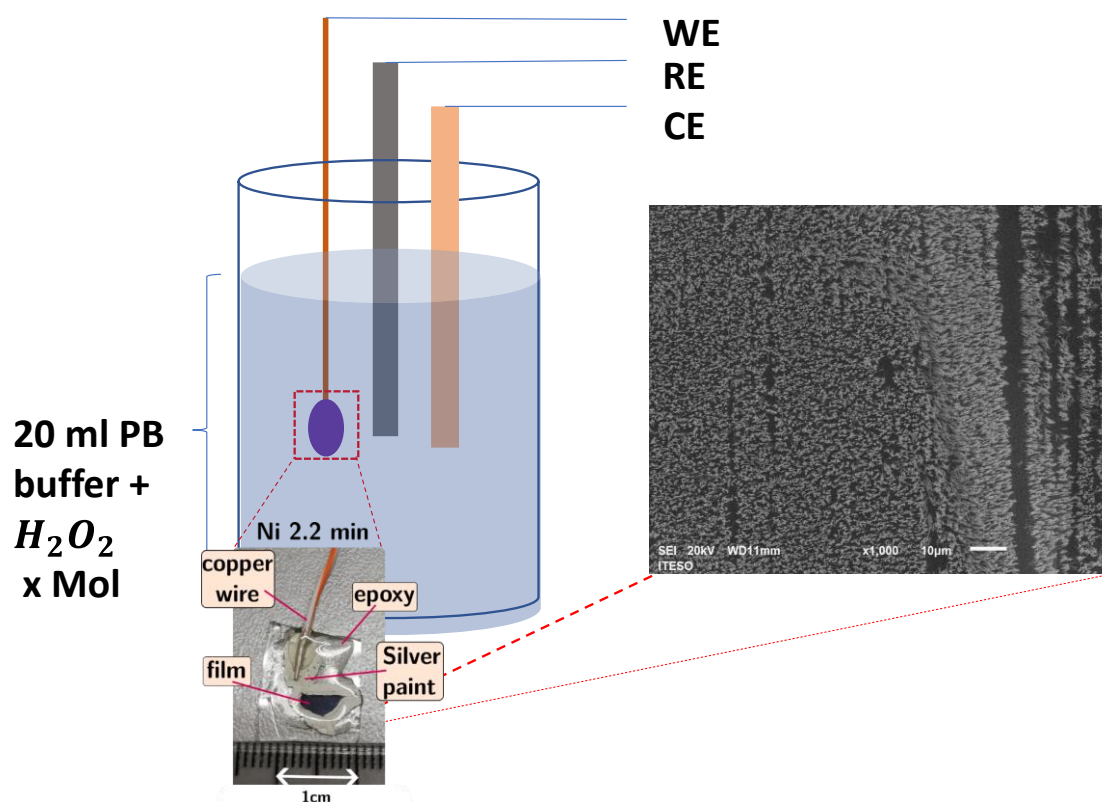 WE
RE
CE
20 ml PB
buffer +
H₂O₂
x Mol
Ni 2.2 min
copper
wire
epoxy
film
Silver
paint
1cm
SEI 20kV WD11mm x1,000 10µm
ITESO